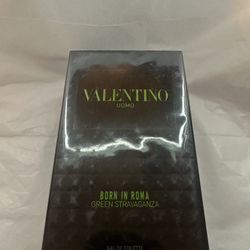 VALENTINO
UOMO
BORN IN ROMA
GREEN STRAVAGANZA
EAU DE TOILETTE